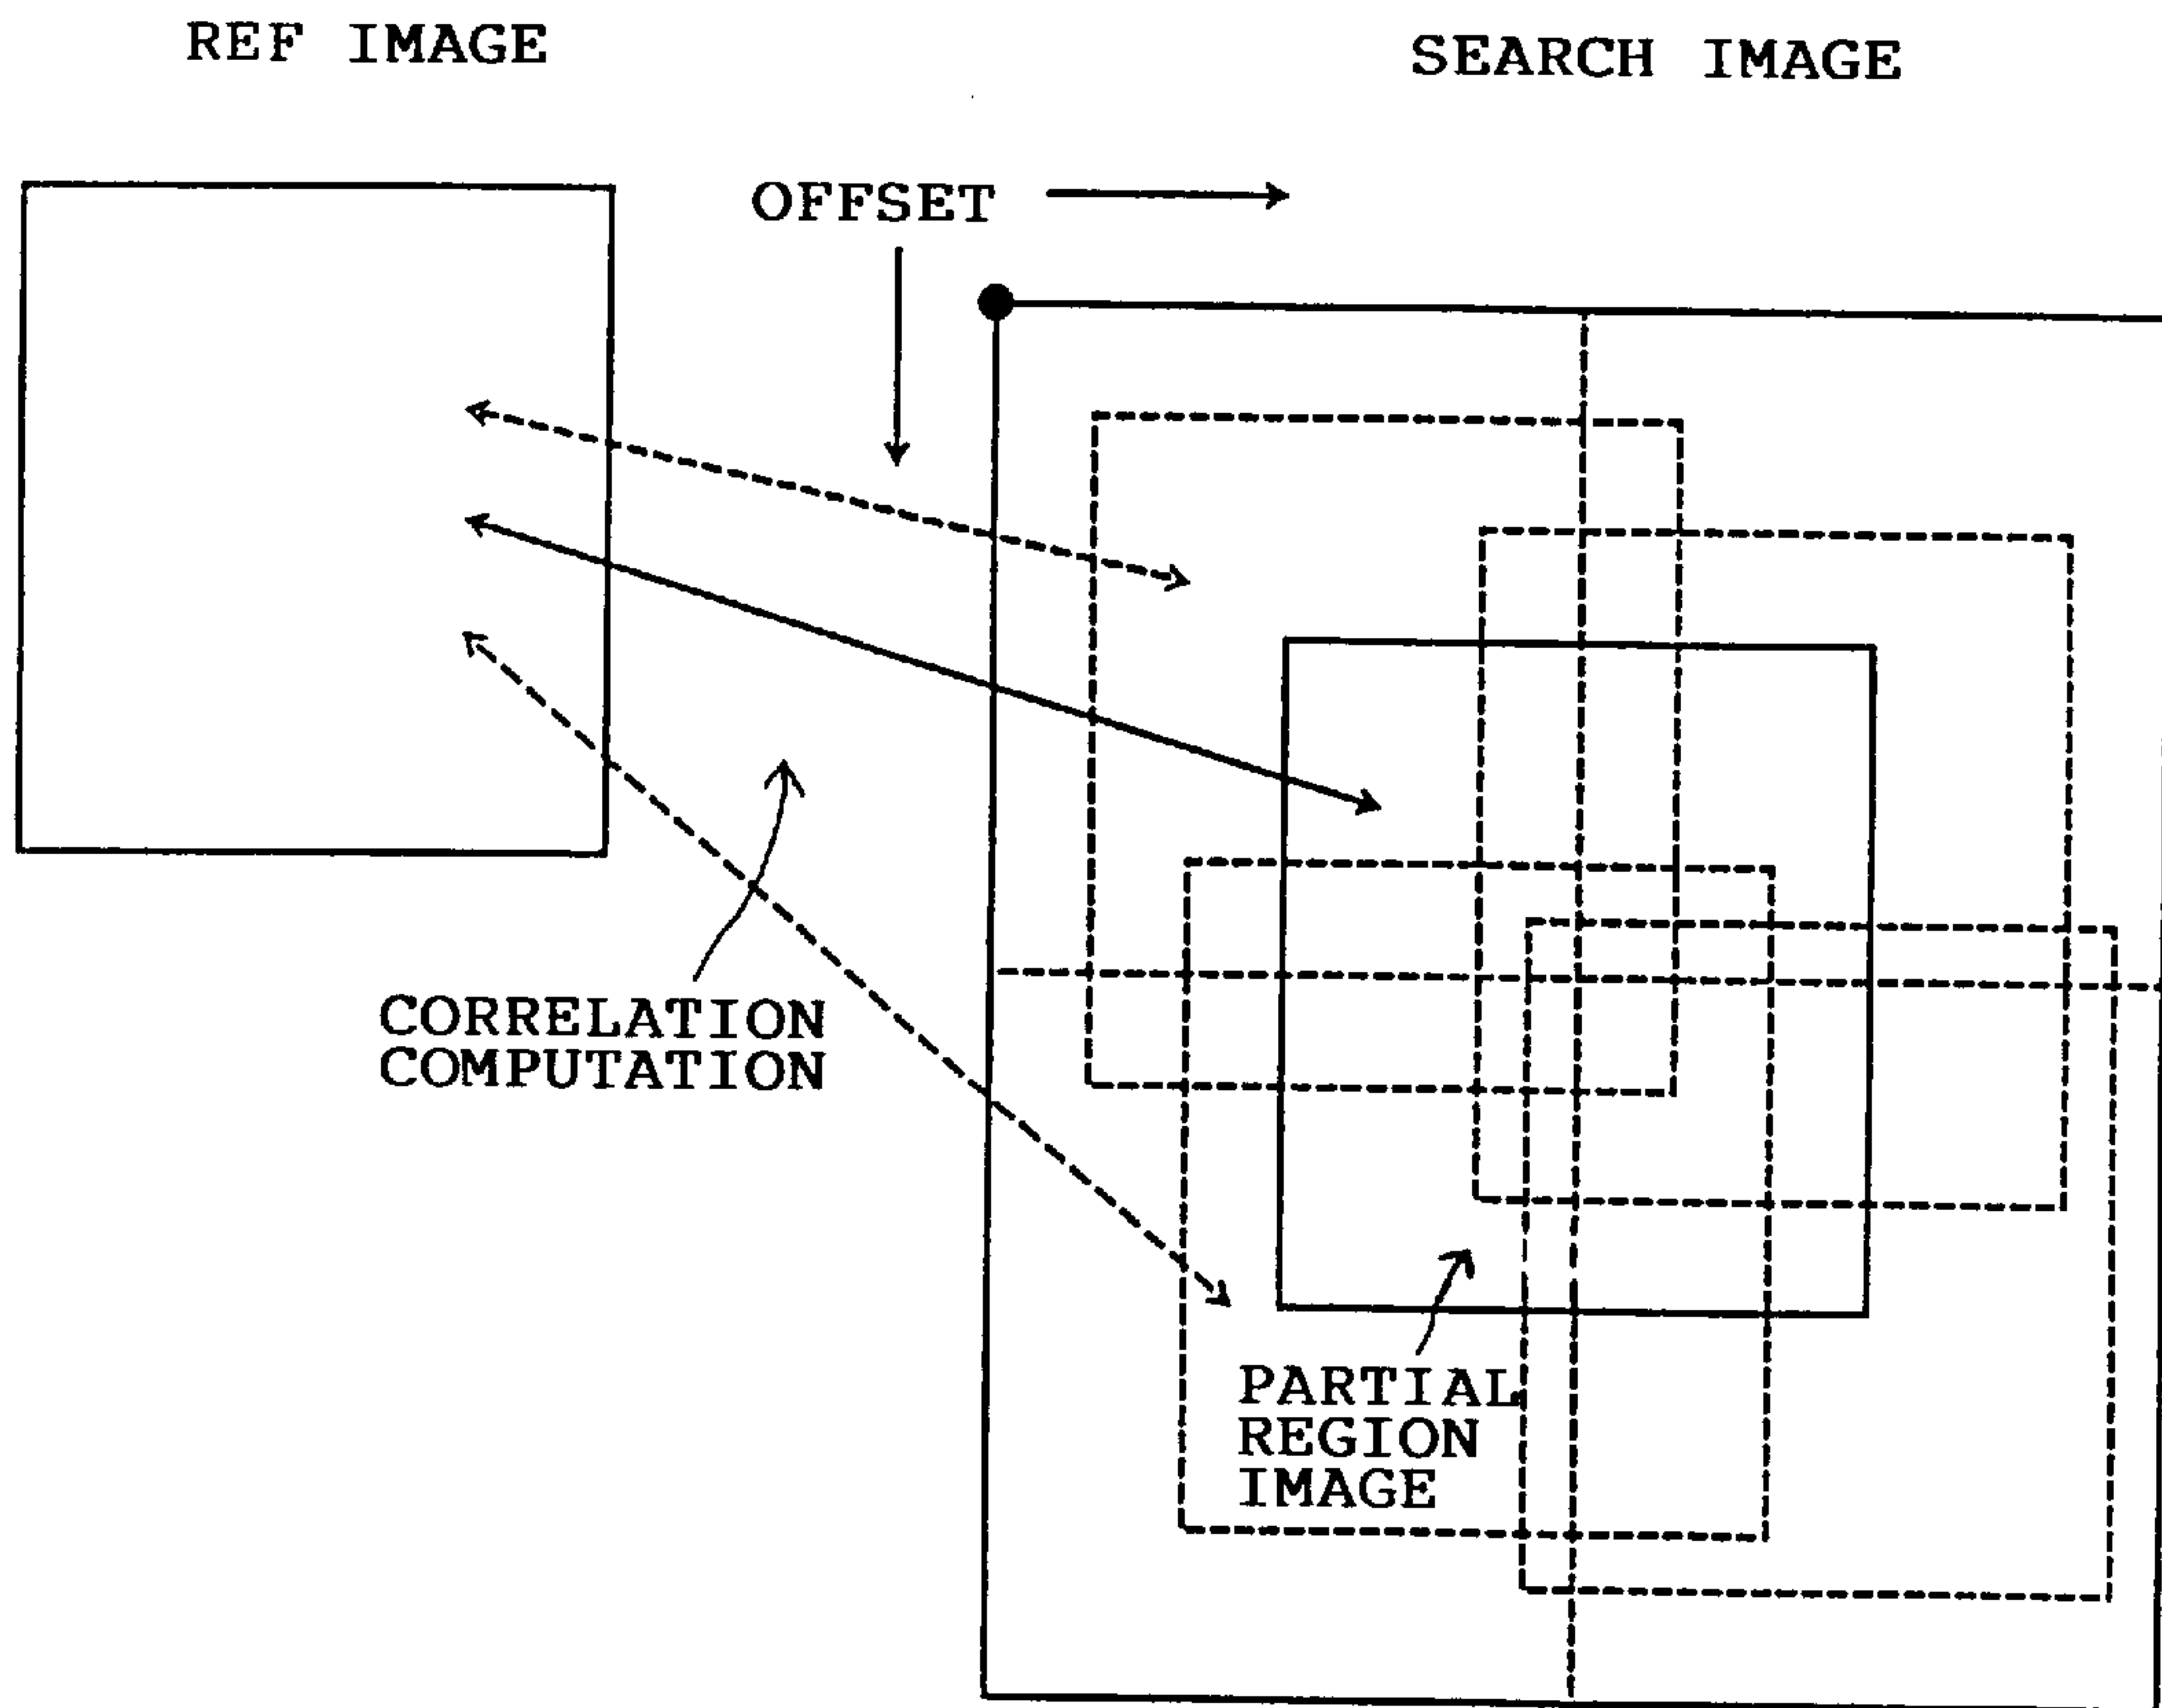 REF IMAGE
SEARCH IMAGE
OFFSET
CORRELATION
COMPUTATION
PARTIAL
REGION
IMAGE